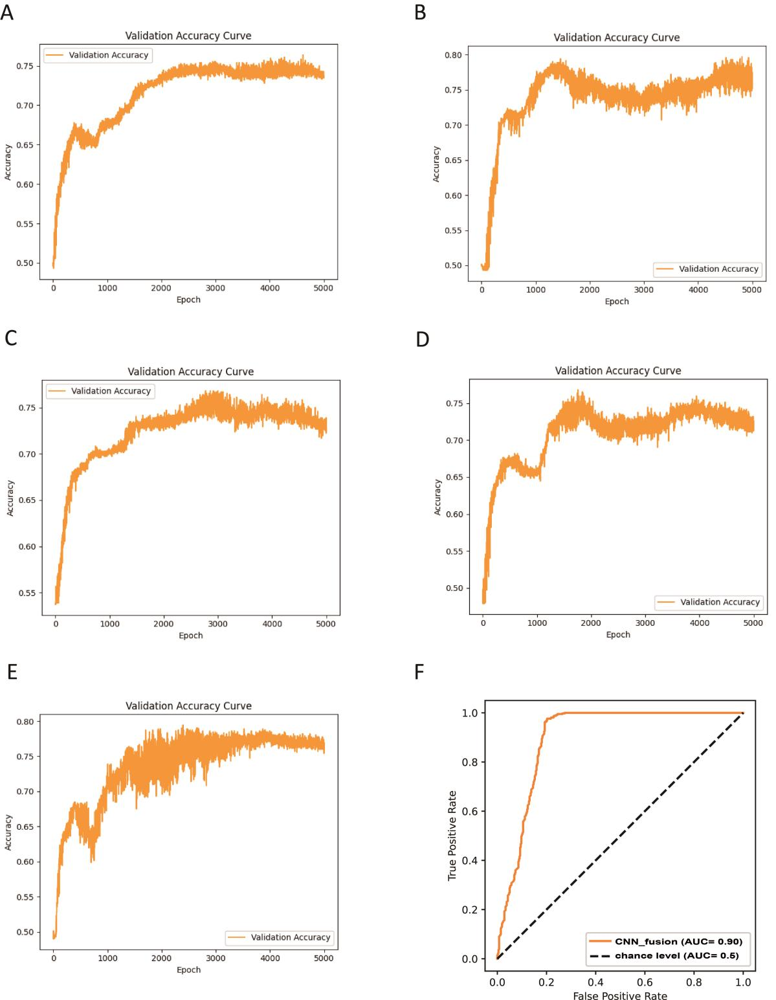 A
Validation Accuracy Curve
Validation Accuracy
0.75
0.70
0.65
0.60
0.55
0.50
Accuracy
0 1000 2000 3000 4000 5000
Epoch
B
Validation Accuracy Curve
0.80
0.75
0.70
0.65
0.60
0.55
0.50
Accuracy
Validation Accuracy
0 1000 2000 3000 4000 5000
Epoch
C
Validation Accuracy Curve
Validation Accuracy
0.75
0.70
0.65
0.60
0.55
Accuracy
0 1000 2000 3000 4000 5000
Epoch
D
Validation Accuracy Curve
0.75
0.70
0.65
0.60
0.55
0.50
Accuracy
Validation Accuracy
0 1000 2000 3000 4000 5000
Epoch
E
Validation Accuracy Curve
0.80
0.75
0.70
0.65
0.60
0.55
0.50
Accuracy
Validation Accuracy
0 1000 2000 3000 4000 5000
Epoch
F
1.0
0.8
0.6
0.4
0.2
0.0
True Positive Rate
CNN_fusion (AUC= 0.90)
chance level (AUC= 0.5)
0.0 0.2 0.4 0.6 0.8 1.0
False Positive Rate